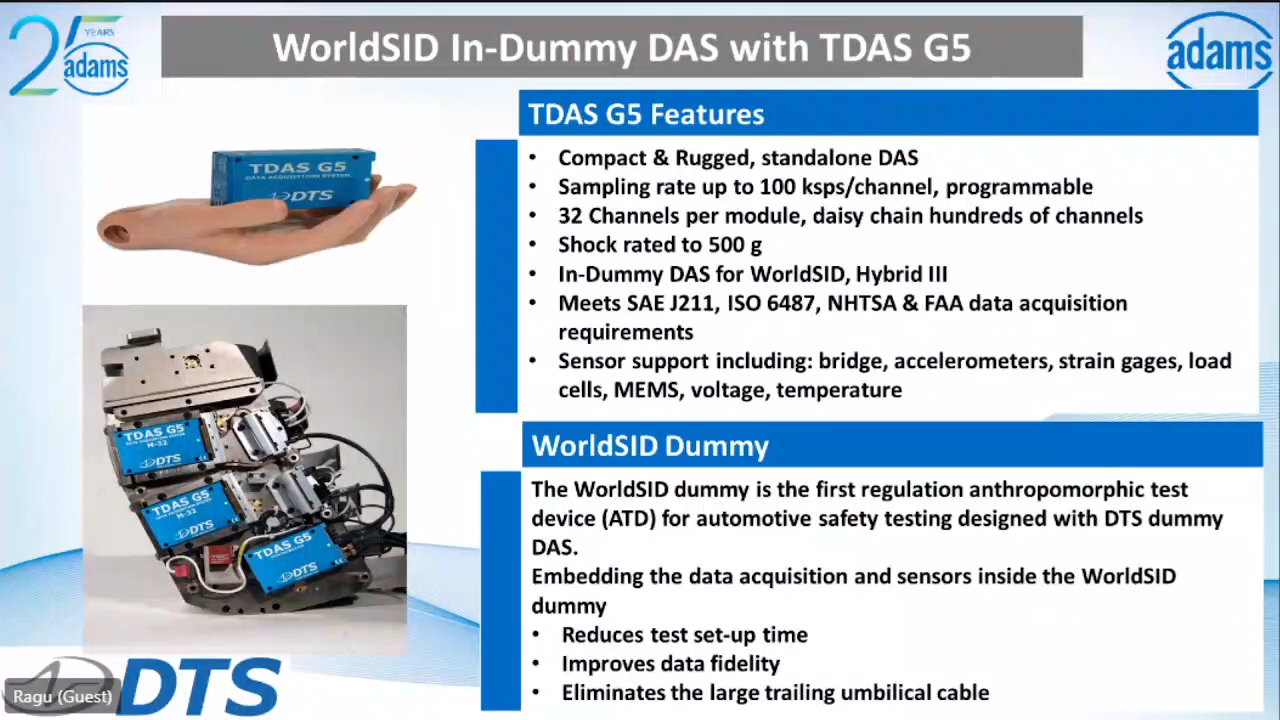 25 YEARS
adams
WorldSID In-Dummy DAS with TDAS G5
adams
TDAS G5
DATA ACQUISITION SYSTEM
DTS
TDAS G5 Features
• Compact & Rugged, standalone DAS
• Sampling rate up to 100 ksps/channel, programmable
• 32 Channels per module, daisy chain hundreds of channels
• Shock rated to 500 g
• In-Dummy DAS for WorldSID, Hybrid III
• Meets SAE J211, ISO 6487, NHTSA & FAA data acquisition
requirements
• Sensor support including: bridge, accelerometers, strain gages, load
cells, MEMS, voltage, temperature
TDAS G5
M-32
DTS
TDAS G5
M-32
DTS
TDAS G5
DTS
WorldSID Dummy
The WorldSID dummy is the first regulation anthropomorphic test
device (ATD) for automotive safety testing designed with DTS dummy
DAS.
Embedding the data acquisition and sensors inside the WorldSID
dummy
• Reduces test set-up time
• Improves data fidelity
• Eliminates the large trailing umbilical cable
DTS
Ragu (Guest)